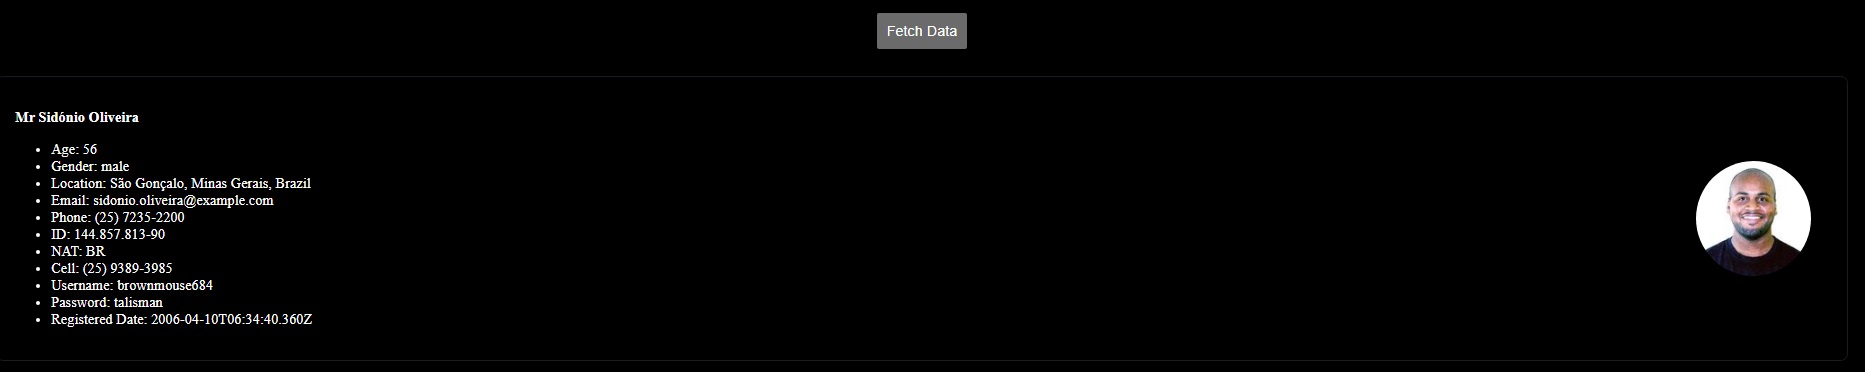 Fetch Data
Mr Sidónio Oliveira
Age: 56
Gender: male
Location: São Gonçalo, Minas Gerais, Brazil
Email: sidonio.oliveira@example.com
Phone: (25) 7235-2200
ID: 144.857.813-90
NAT: BR
Cell: (25) 9389-3985
Username: brownmouse684
Password: talisman
Registered Date: 2006-04-10T06:34:40.360Z